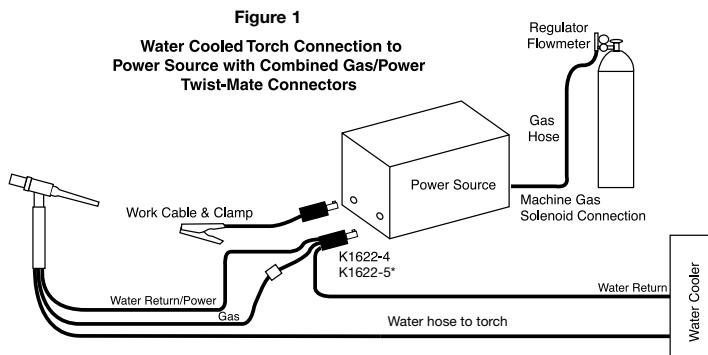 Figure 1
Water Cooled Torch Connection to
Power Source with Combined Gas/Power
Twist-Mate Connectors
Regulator
Flowmeter
Gas
Hose
Power Source
Machine Gas
Solenoid Connection
Work Cable & Clamp
K1622-4
K1622-5*
Water Return/Power
Gas
Water Return
Water hose to torch
Water Cooler